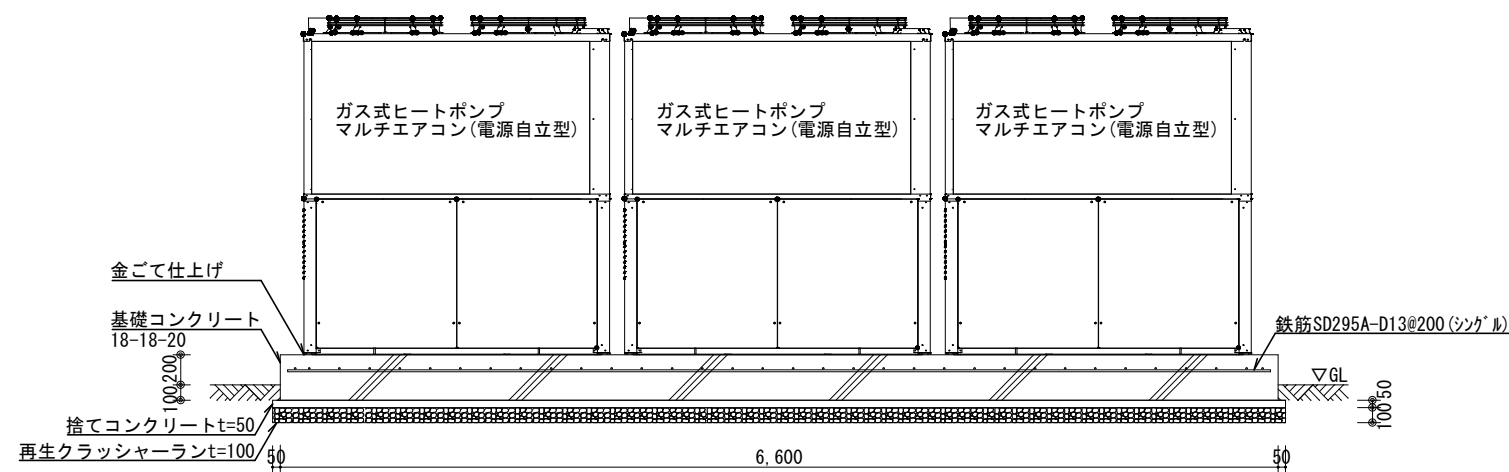 ガス式ヒートポンプ
マルチエアコン(電源自立型)
ガス式ヒートポンプ
マルチエアコン(電源自立型)
ガス式ヒートポンプ
マルチエアコン(電源自立型)
金ごて仕上げ
基礎コンクリート
18-18-20
鉄筋SD295A-D13@200(シングル)
200
100
▽GL
50
100
捨てコンクリートt=50
再生クラッシャーランt=100
50
6,600
50